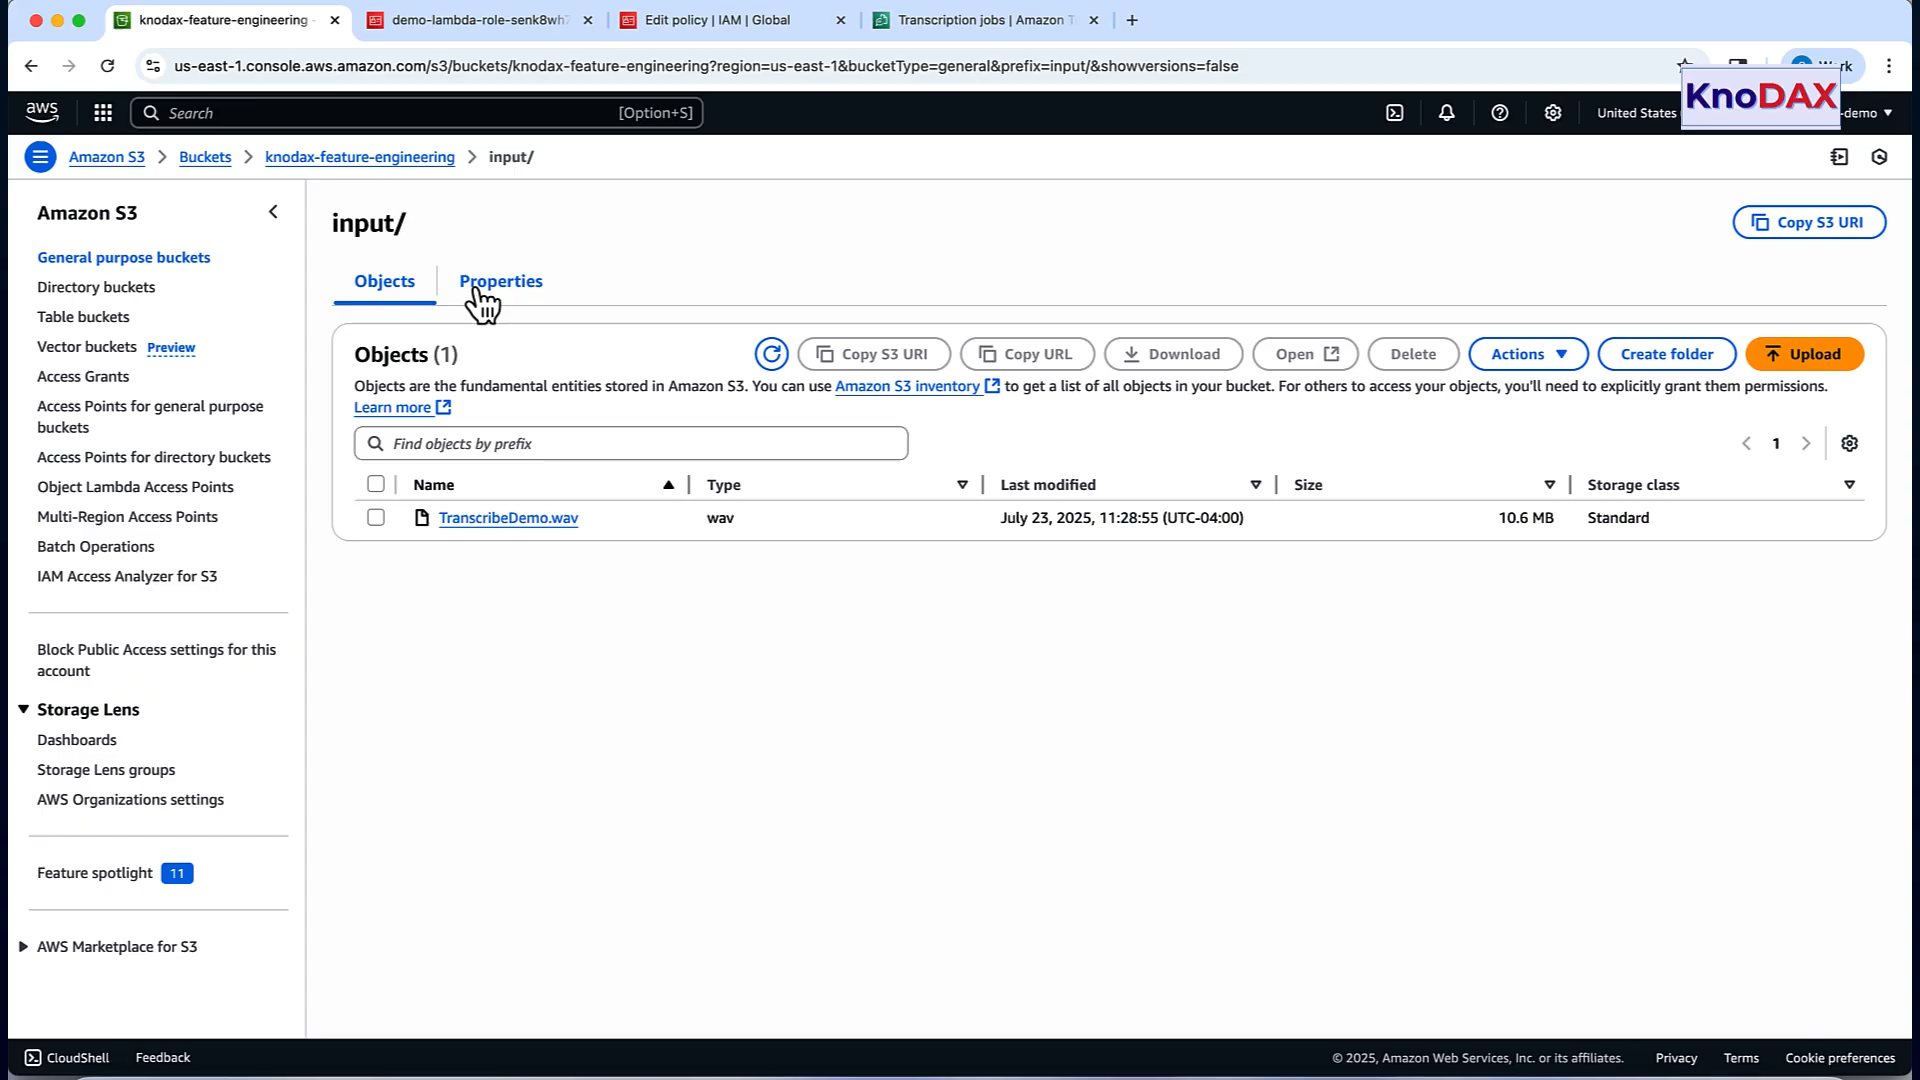 knodax-feature-engineering
demo-lambda-role-senk8wh7
Edit policy | IAM | Global
Transcription jobs | Amazon T
us-east-1.console.aws.amazon.com/s3/buckets/knodax-feature-engineering?region=us-east-1&bucketType=general&prefix=input/&showversions=false
Work
aws
Search
[Option+S]
United States
-demo
KnoDAX
Amazon S3
Buckets
knodax-feature-engineering
input/
Amazon S3
General purpose buckets
Directory buckets
Table buckets
Vector buckets Preview
Access Grants
Access Points for general purpose
buckets
Access Points for directory buckets
Object Lambda Access Points
Multi-Region Access Points
Batch Operations
IAM Access Analyzer for S3
Block Public Access settings for this
account
Storage Lens
Dashboards
Storage Lens groups
AWS Organizations settings
Feature spotlight 11
AWS Marketplace for S3
input/
Copy S3 URI
Objects
Properties
Objects (1)
Copy S3 URI
Copy URL
Download
Open
Delete
Actions
Create folder
Upload
Objects are the fundamental entities stored in Amazon S3. You can use Amazon S3 inventory to get a list of all objects in your bucket. For others to access your objects, you'll need to explicitly grant them permissions.
Learn more
Find objects by prefix
1
Name Type Last modified Size Storage class
TranscribeDemo.wav wav July 23, 2025, 11:28:55 (UTC-04:00) 10.6 MB Standard
CloudShell
Feedback
© 2025, Amazon Web Services, Inc. or its affiliates.
Privacy
Terms
Cookie preferences